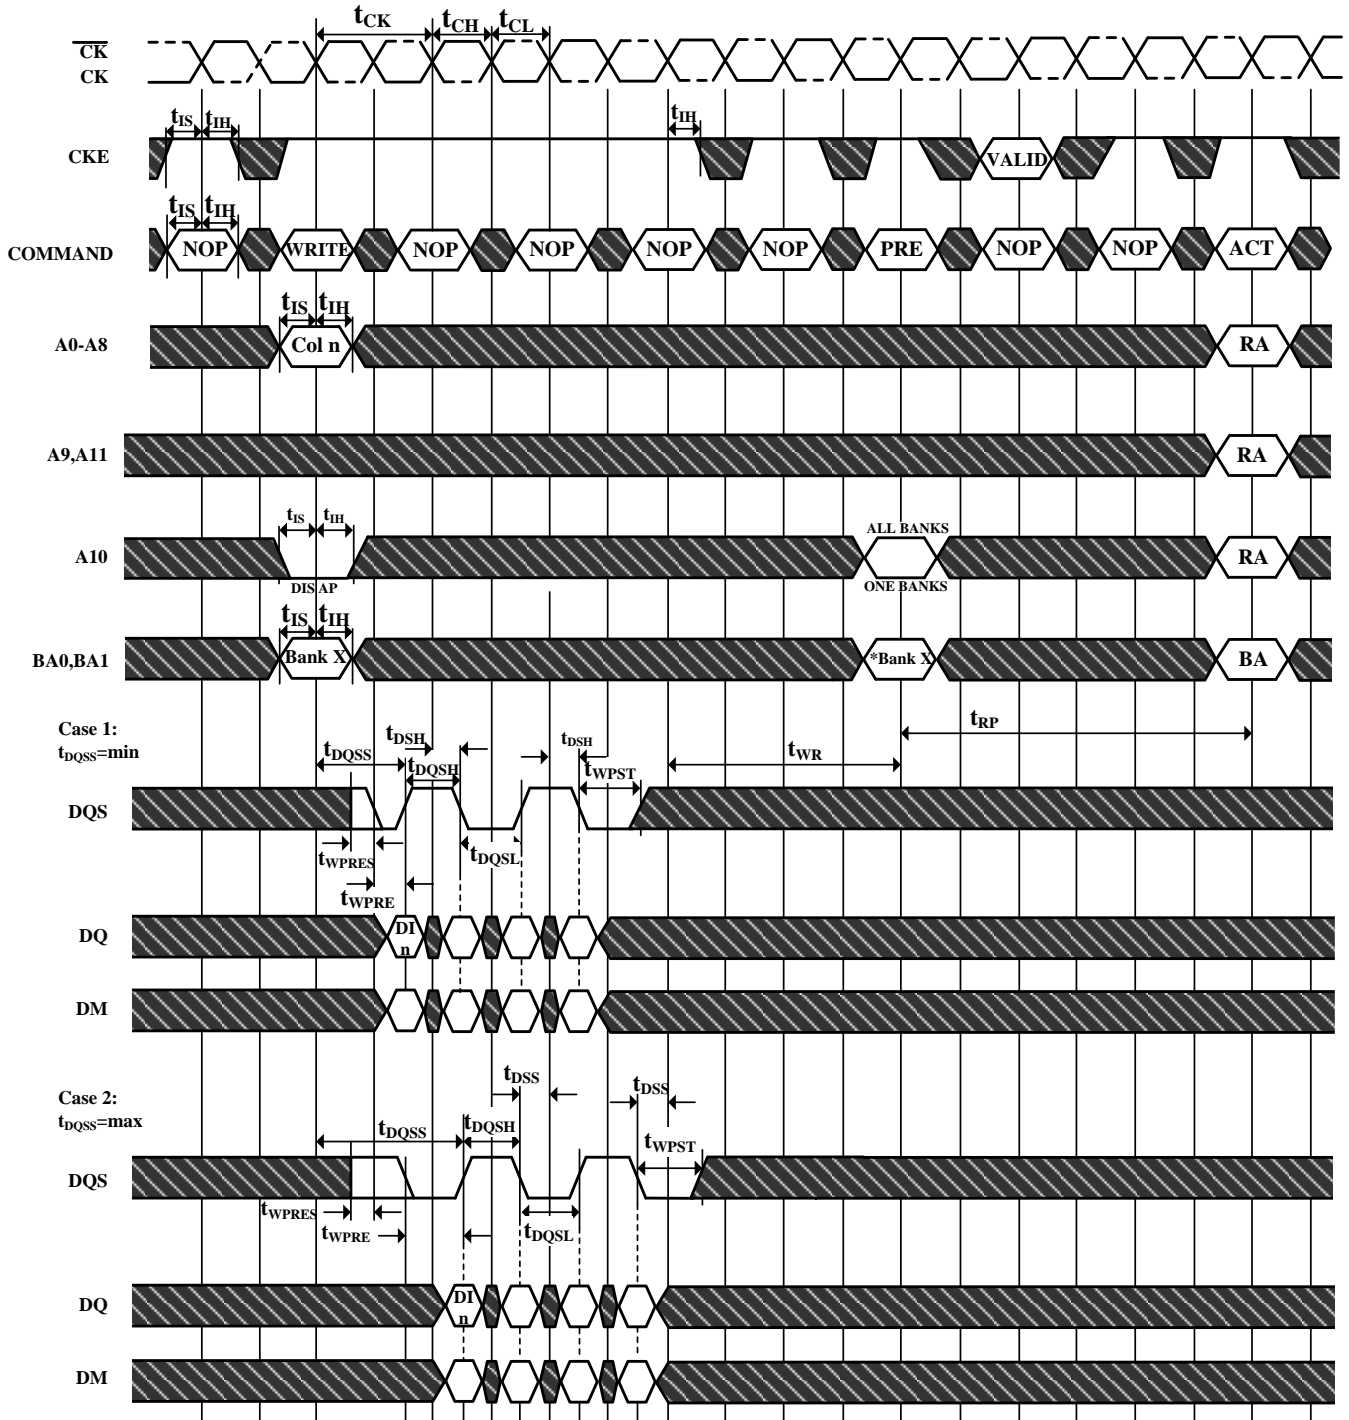 tCK tCH tCL
CK
CK
tIS tIH tIH
CKE VALID
tIS tIH
COMMAND NOP WRITE NOP NOP NOP NOP PRE NOP NOP ACT
tIS tIH
A0-A8 Col n RA
A9,A11 RA
tIS tIH ALL BANKS
A10 RA
DIS AP ONE BANKS
tIS tIH
BA0,BA1 Bank X *Bank X BA
Case 1:
tDQSS=min
tDQSS tDSH tDQSH tDSH tWPST tWR tRP
DQS
tWPRES tDQSL
tWPRE
DQ DI
n
DM
Case 2:
tDQSS=max
tDSS tDSS
tDQSS tDQSH tWPST
DQS
tWPRES
tWPRE tDQSL
DQ DI
n
DM